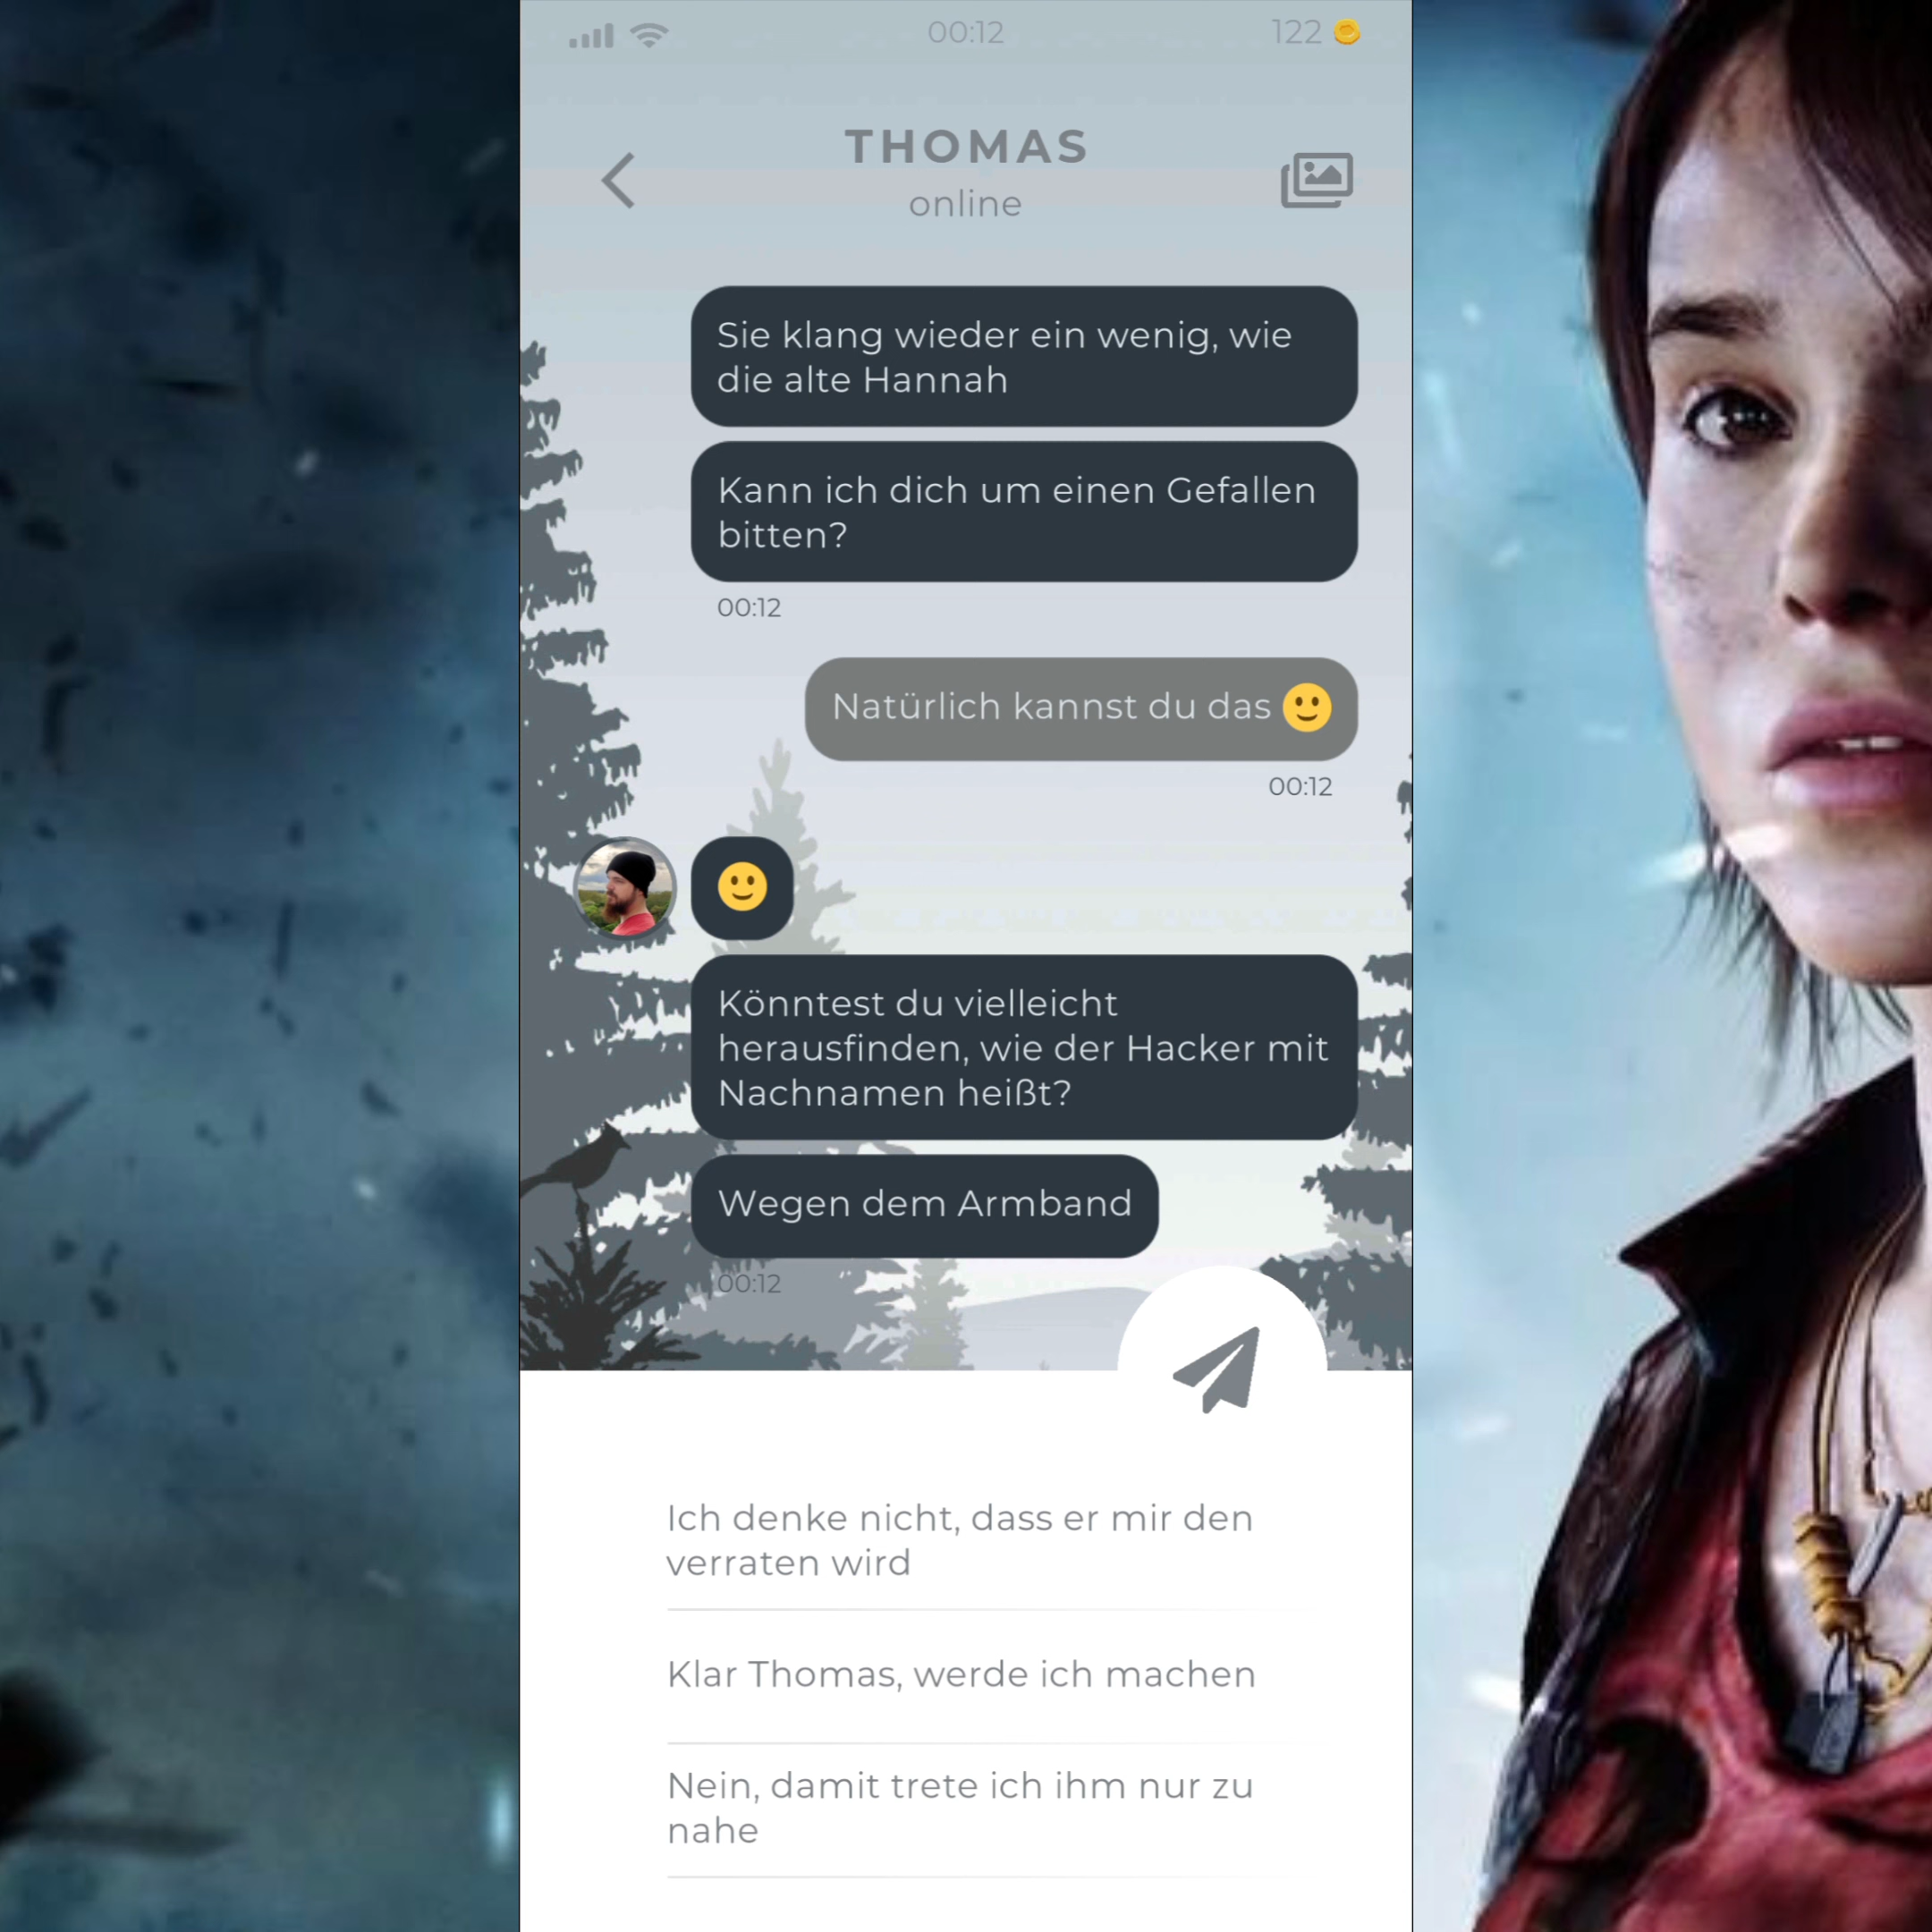 00:12
122
THOMAS
online
Sie klang wieder ein wenig, wie
die alte Hannah
Kann ich dich um einen Gefallen
bitten?
00:12
Natürlich kannst du das 🙂
00:12
🙂
Könntest du vielleicht
herausfinden, wie der Hacker mit
Nachnamen heißt?
Wegen dem Armband
00:12
Ich denke nicht, dass er mir den
verraten wird
Klar Thomas, werde ich machen
Nein, damit trete ich ihm nur zu
nahe